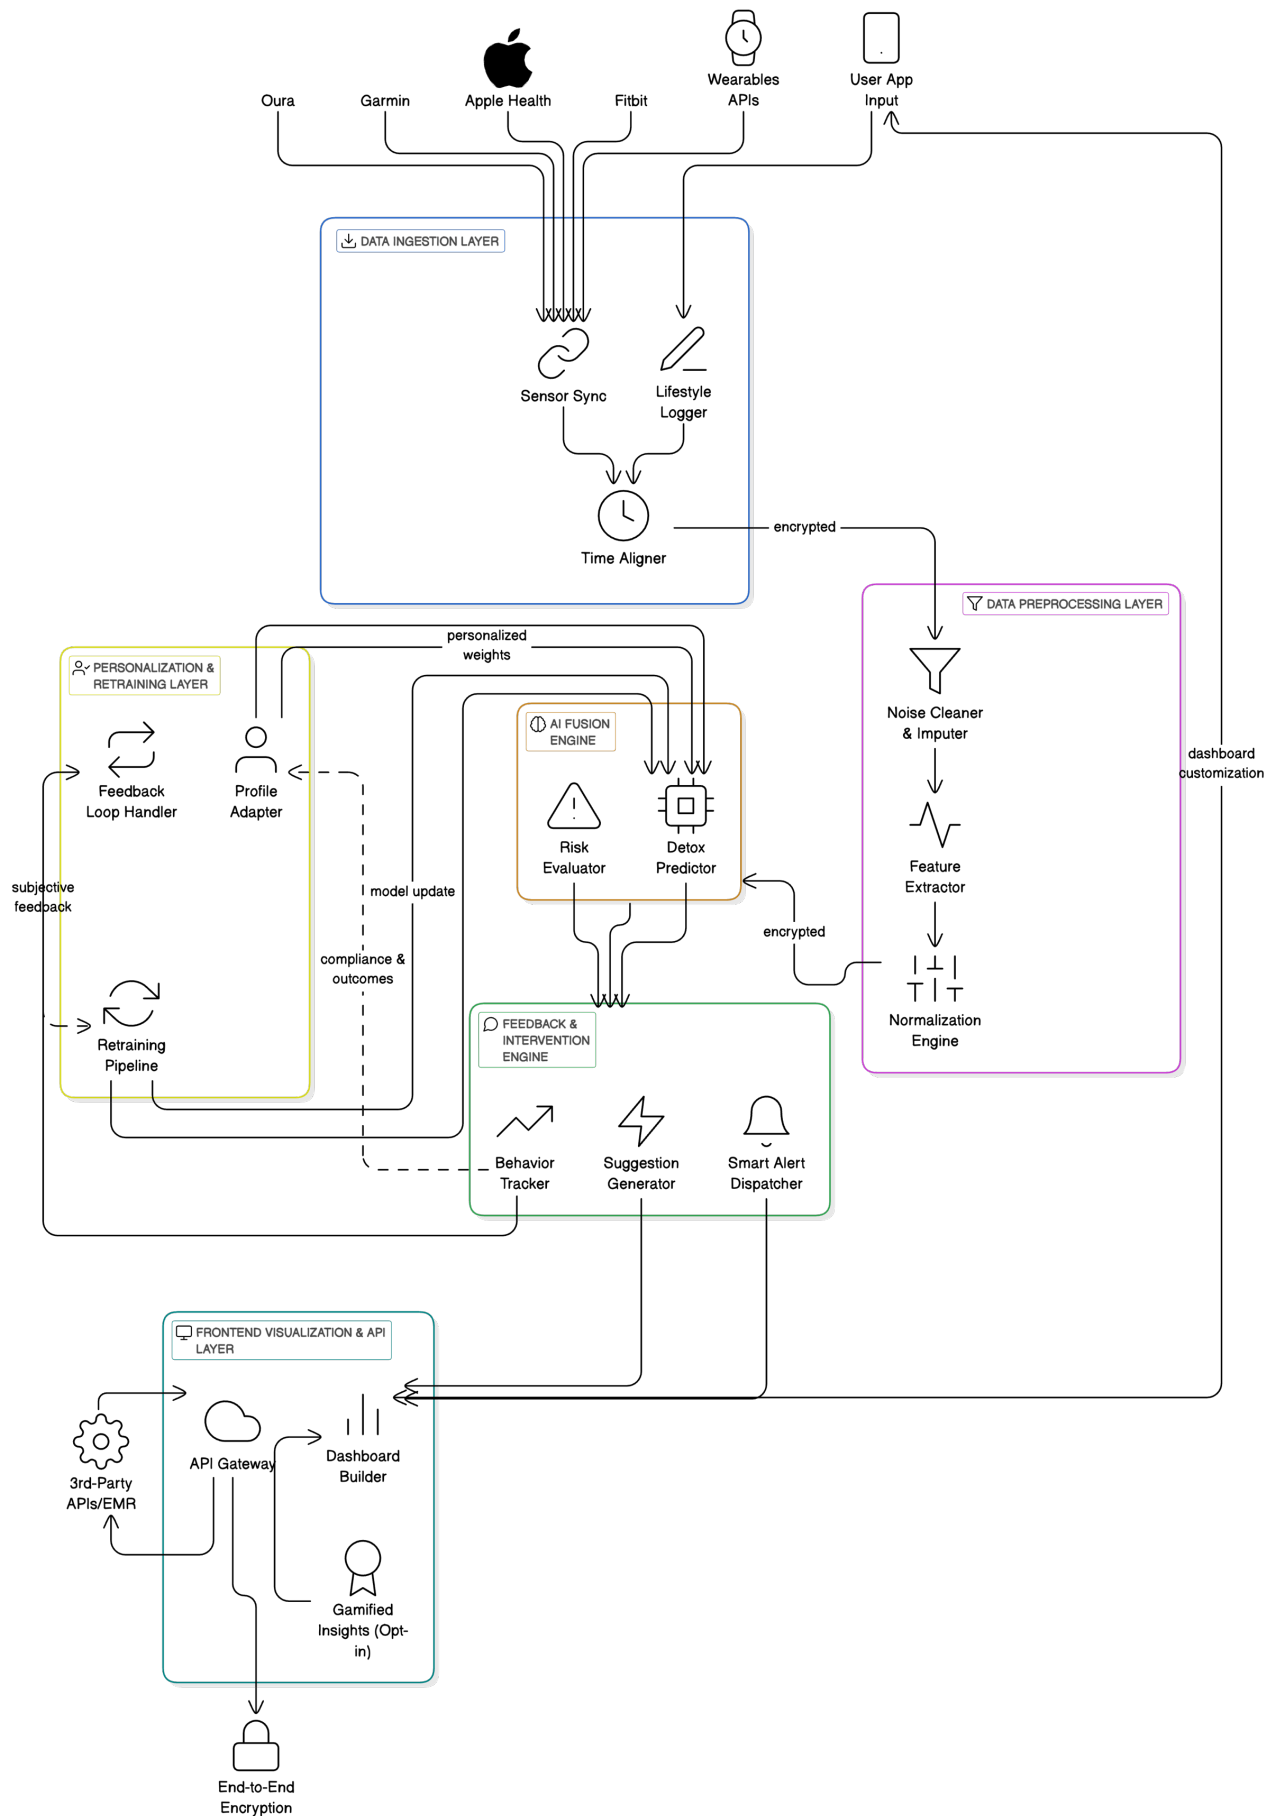 Wearables
APIs
User App
Input
Oura
Garmin
Apple Health
Fitbit
DATA INGESTION LAYER
Sensor Sync
Lifestyle
Logger
Time Aligner
encrypted
DATA PREPROCESSING LAYER
Noise Cleaner
& Imputer
Feature
Extractor
Normalization
Engine
dashboard
customization
personalized
weights
PERSONALIZATION &
RETRAINING LAYER
Feedback
Loop Handler
Profile
Adapter
subjective
feedback
Retraining
Pipeline
model update
compliance &
outcomes
AI FUSION
ENGINE
Risk
Evaluator
Detox
Predictor
encrypted
FEEDBACK &
INTERVENTION
ENGINE
Behavior
Tracker
Suggestion
Generator
Smart Alert
Dispatcher
FRONTEND VISUALIZATION & API
LAYER
API Gateway
Dashboard
Builder
3rd-Party
APIs/EMR
Gamified
Insights (Opt-
in)
End-to-End
Encryption